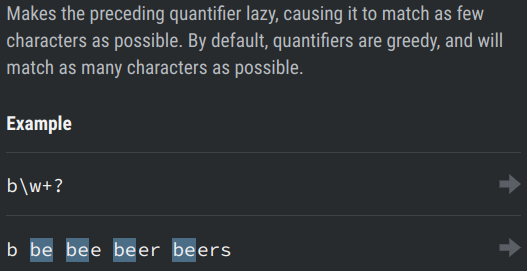 Makes the preceding quantifier lazy, causing it to match as few
characters as possible. By default, quantifiers are greedy, and will
match as many characters as possible.
Example
b\w+?
b be bee beer beers